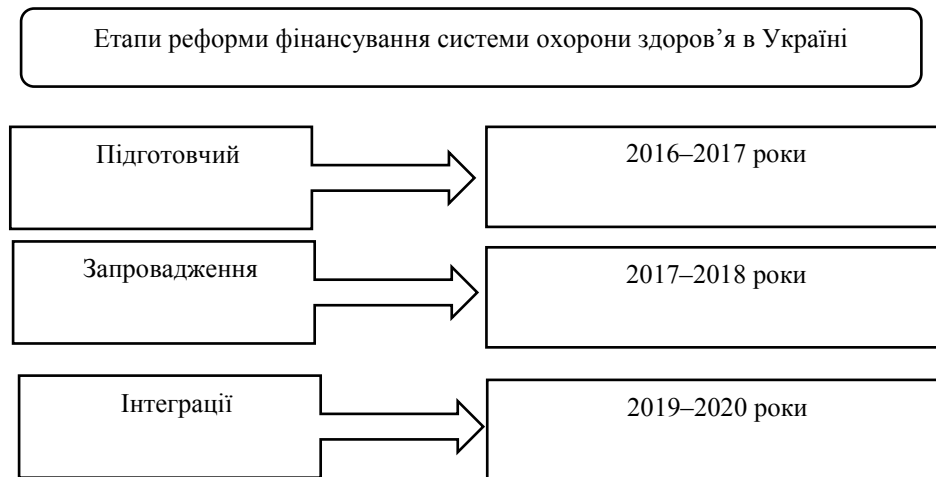 Етапи реформи фінансування системи охорони здоров’я в Україні
Підготовчий
2016–2017 роки
Запровадження
2017–2018 роки
Інтеграції
2019–2020 роки